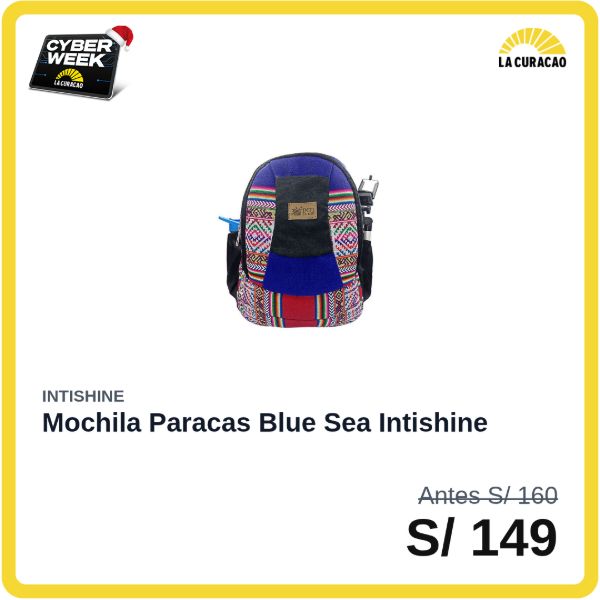 CYBER
WEEK
LA CURACAO
LA CURACAO
INTISHINE
Mochila Paracas Blue Sea Intishine
Antes S/ 160
S/ 149